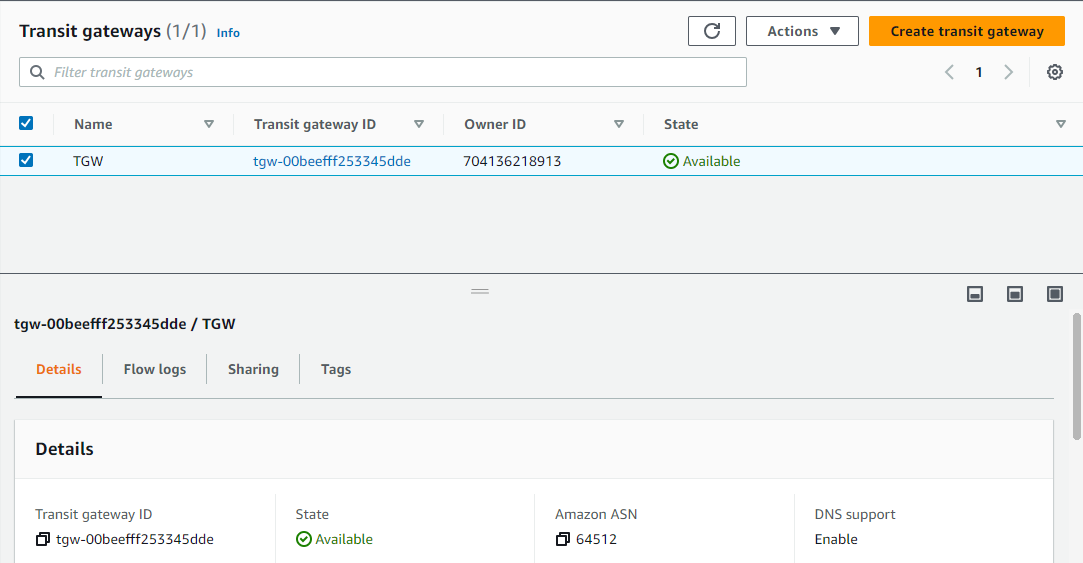 Transit gateways (1/1) Info
Actions
Create transit gateway
Filter transit gateways
1
Name Transit gateway ID Owner ID State
TGW tgw-00beefff253345dde 704136218913 Available
tgw-00beefff253345dde / TGW
Details Flow logs Sharing Tags
Details
Transit gateway ID State Amazon ASN DNS support
tgw-00beefff253345dde Available 64512 Enable